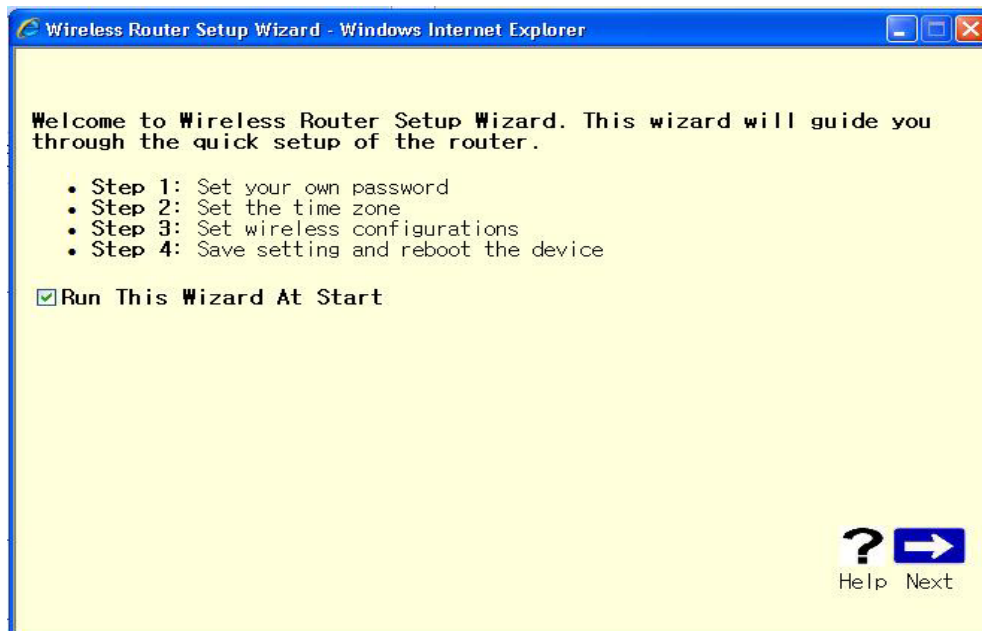 Wireless Router Setup Wizard - Windows Internet Explorer
Welcome to Wireless Router Setup Wizard. This wizard will guide you
through the quick setup of the router.
• Step 1: Set your own password
• Step 2: Set the time zone
• Step 3: Set wireless configurations
• Step 4: Save setting and reboot the device
Run This Wizard At Start
Help Next